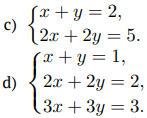 c) { x + y = 2,
2x + 2y = 5.
d) { x + y = 1,
2x + 2y = 2,
3x + 3y = 3.